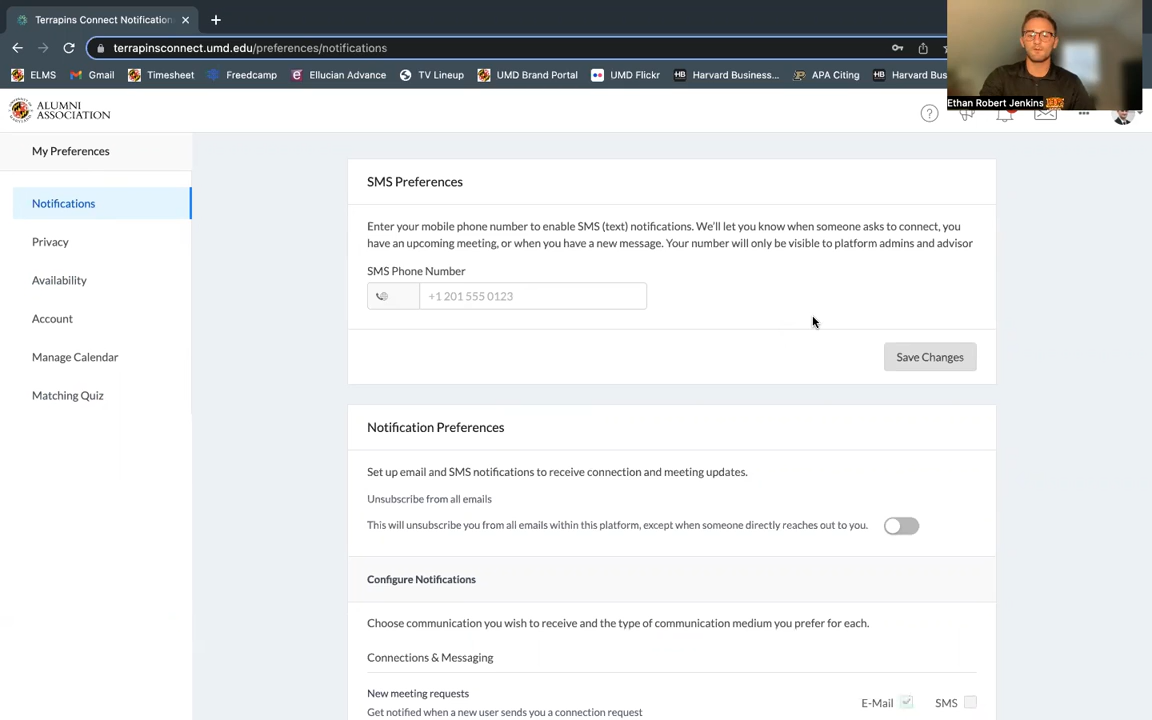 Terrapins Connect Notification
terrapinsconnect.umd.edu/preferences/notifications
ELMS
Gmail
Timesheet
Freedcamp
Ellucian Advance
TV Lineup
UMD Brand Portal
UMD Flickr
Harvard Business...
APA Citing
Harvard Bus
Ethan Robert Jenkins
ALUMNI
ASSOCIATION
My Preferences
Notifications
Privacy
Availability
Account
Manage Calendar
Matching Quiz
SMS Preferences
Enter your mobile phone number to enable SMS (text) notifications. We'll let you know when someone asks to connect, you
have an upcoming meeting, or when you have a new message. Your number will only be visible to platform admins and advisor
SMS Phone Number
+1 201 555 0123
Save Changes
Notification Preferences
Set up email and SMS notifications to receive connection and meeting updates.
Unsubscribe from all emails
This will unsubscribe you from all emails within this platform, except when someone directly reaches out to you.
Configure Notifications
Choose communication you wish to receive and the type of communication medium you prefer for each.
Connections & Messaging
New meeting requests
E-Mail SMS
Get notified when a new user sends you a connection request